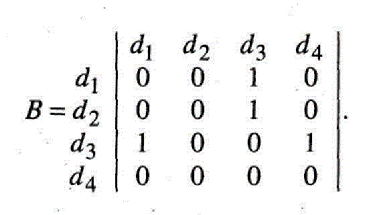 d1 d2 d3 d4
d1 0 0 1 0
B = d2 0 0 1 0
d3 1 0 0 1
d4 0 0 0 0 .